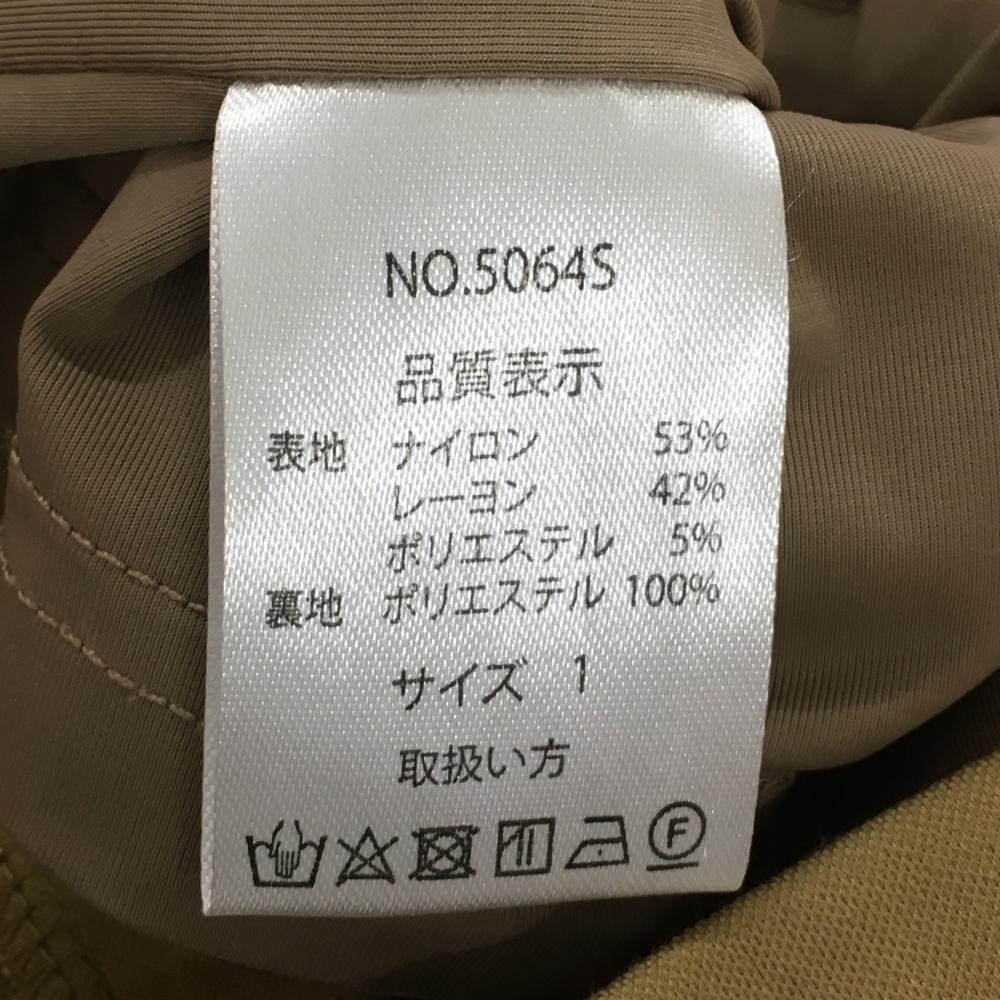 NO.5064S
品質表示
表地 ナイロン 53%
レーヨン 42%
ポリエステル 5%
裏地 ポリエステル 100%
サイズ 1
取扱い方
F